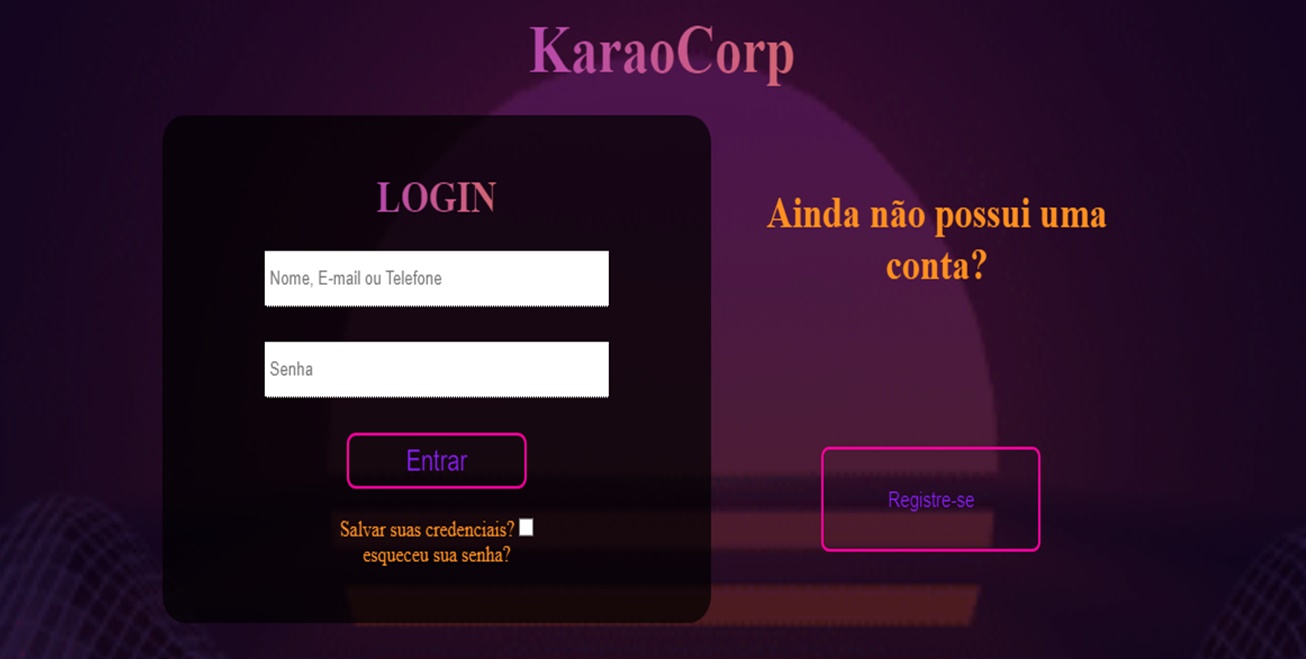 KaraoCorp
LOGIN
Nome, E-mail ou Telefone
Senha
Entrar
Salvar suas credenciais?
esqueceu sua senha?
Ainda não possui uma
conta?
Registre-se